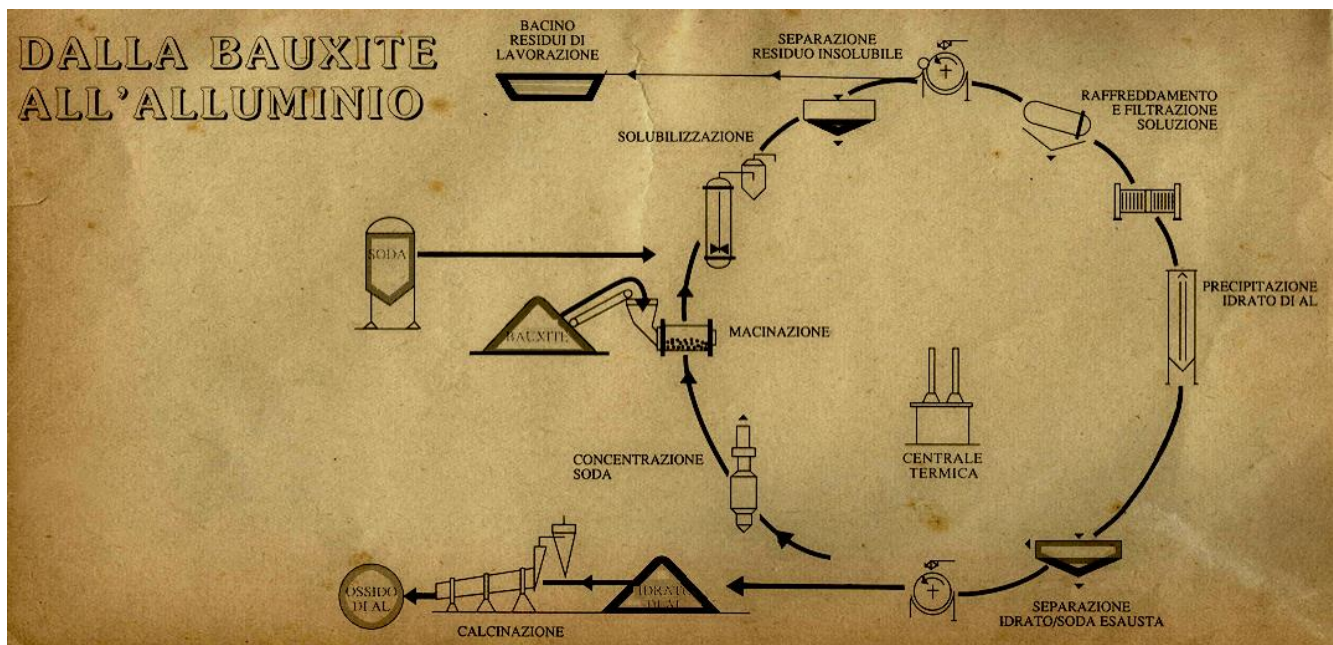 DALLA BAUXITE
ALL'ALLUMINIO
BACINO
RESIDUI DI
LAVORAZIONE
SEPARAZIONE
RESIDUO INSOLUBILE
RAFFREDDAMENTO
E FILTRAZIONE
SOLUZIONE
SOLUBILIZZAZIONE
SODA
BAUXITE
MACINAZIONE
PRECIPITAZIONE
IDRATO DI AL
CONCENTRAZIONE
SODA
CENTRALE
TERMICA
OSSIDO
DI AL
CALCINAZIONE
IDRATO
DI AL
SEPARAZIONE
IDRATO/SODA ESAUSTA